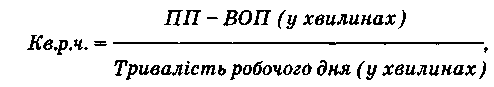 ПП – ВОП (у хвилинах)
Кв.р.ч. = ,
Тривалість робочого дня (у хвилинах)